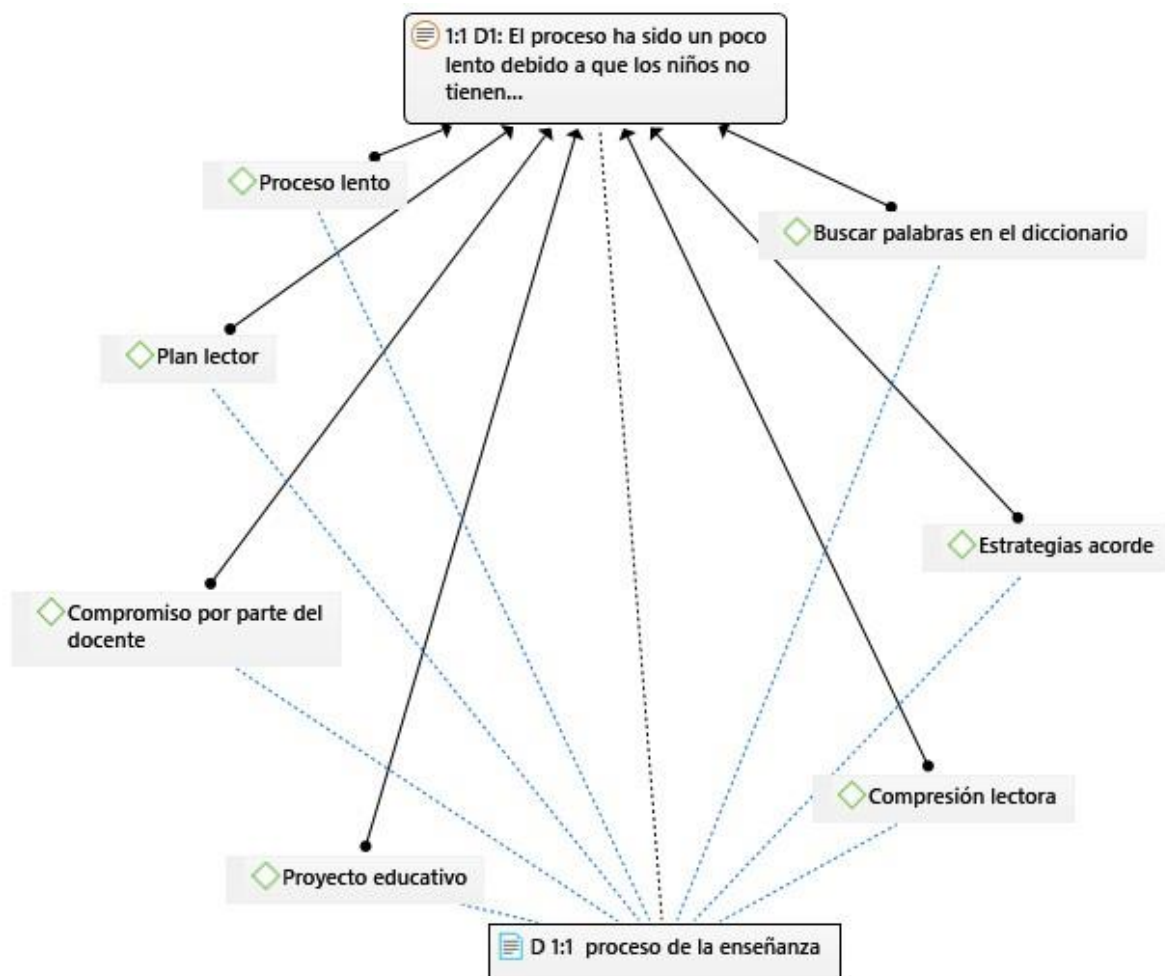 1:1 D1: El proceso ha sido un poco
lento debido a que los niños no
tienen...
Proceso lento
Buscar palabras en el diccionario
Plan lector
Estrategias acorde
Compromiso por parte del
docente
Compresión lectora
Proyecto educativo
D 1:1 proceso de la enseñanza